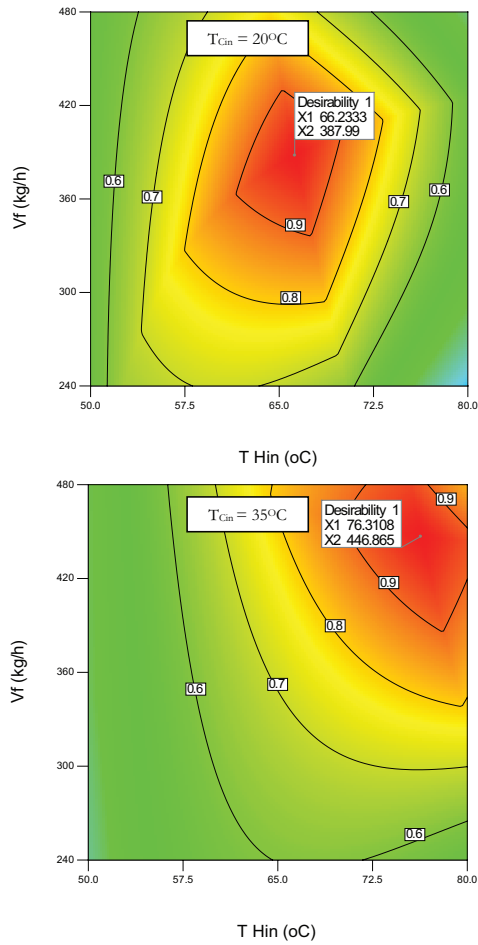 480
T Cin = 20ºC
420
Desirability 1
X1 66.2333
X2 387.99
0.6
0.6
360
0.7
0.7
0.9
300
0.8
240
50.0 57.5 65.0 72.5 80.0
Vf (kg/h)
T Hin (oC)
480
T Cin = 35ºC
0.9
Desirability 1
X1 76.3108
X2 446.865
420
0.9
0.8
360
0.6
0.7
300
0.6
240
50.0 57.5 65.0 72.5 80.0
Vf (kg/h)
T Hin (oC)